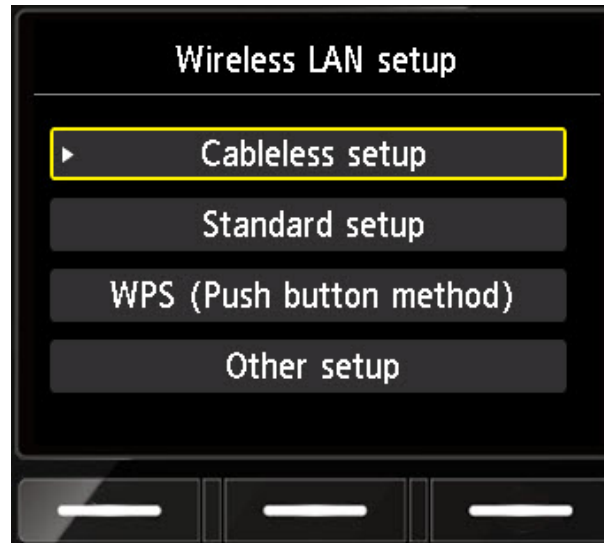 Wireless LAN setup
Cableless setup
Standard setup
WPS (Push button method)
Other setup